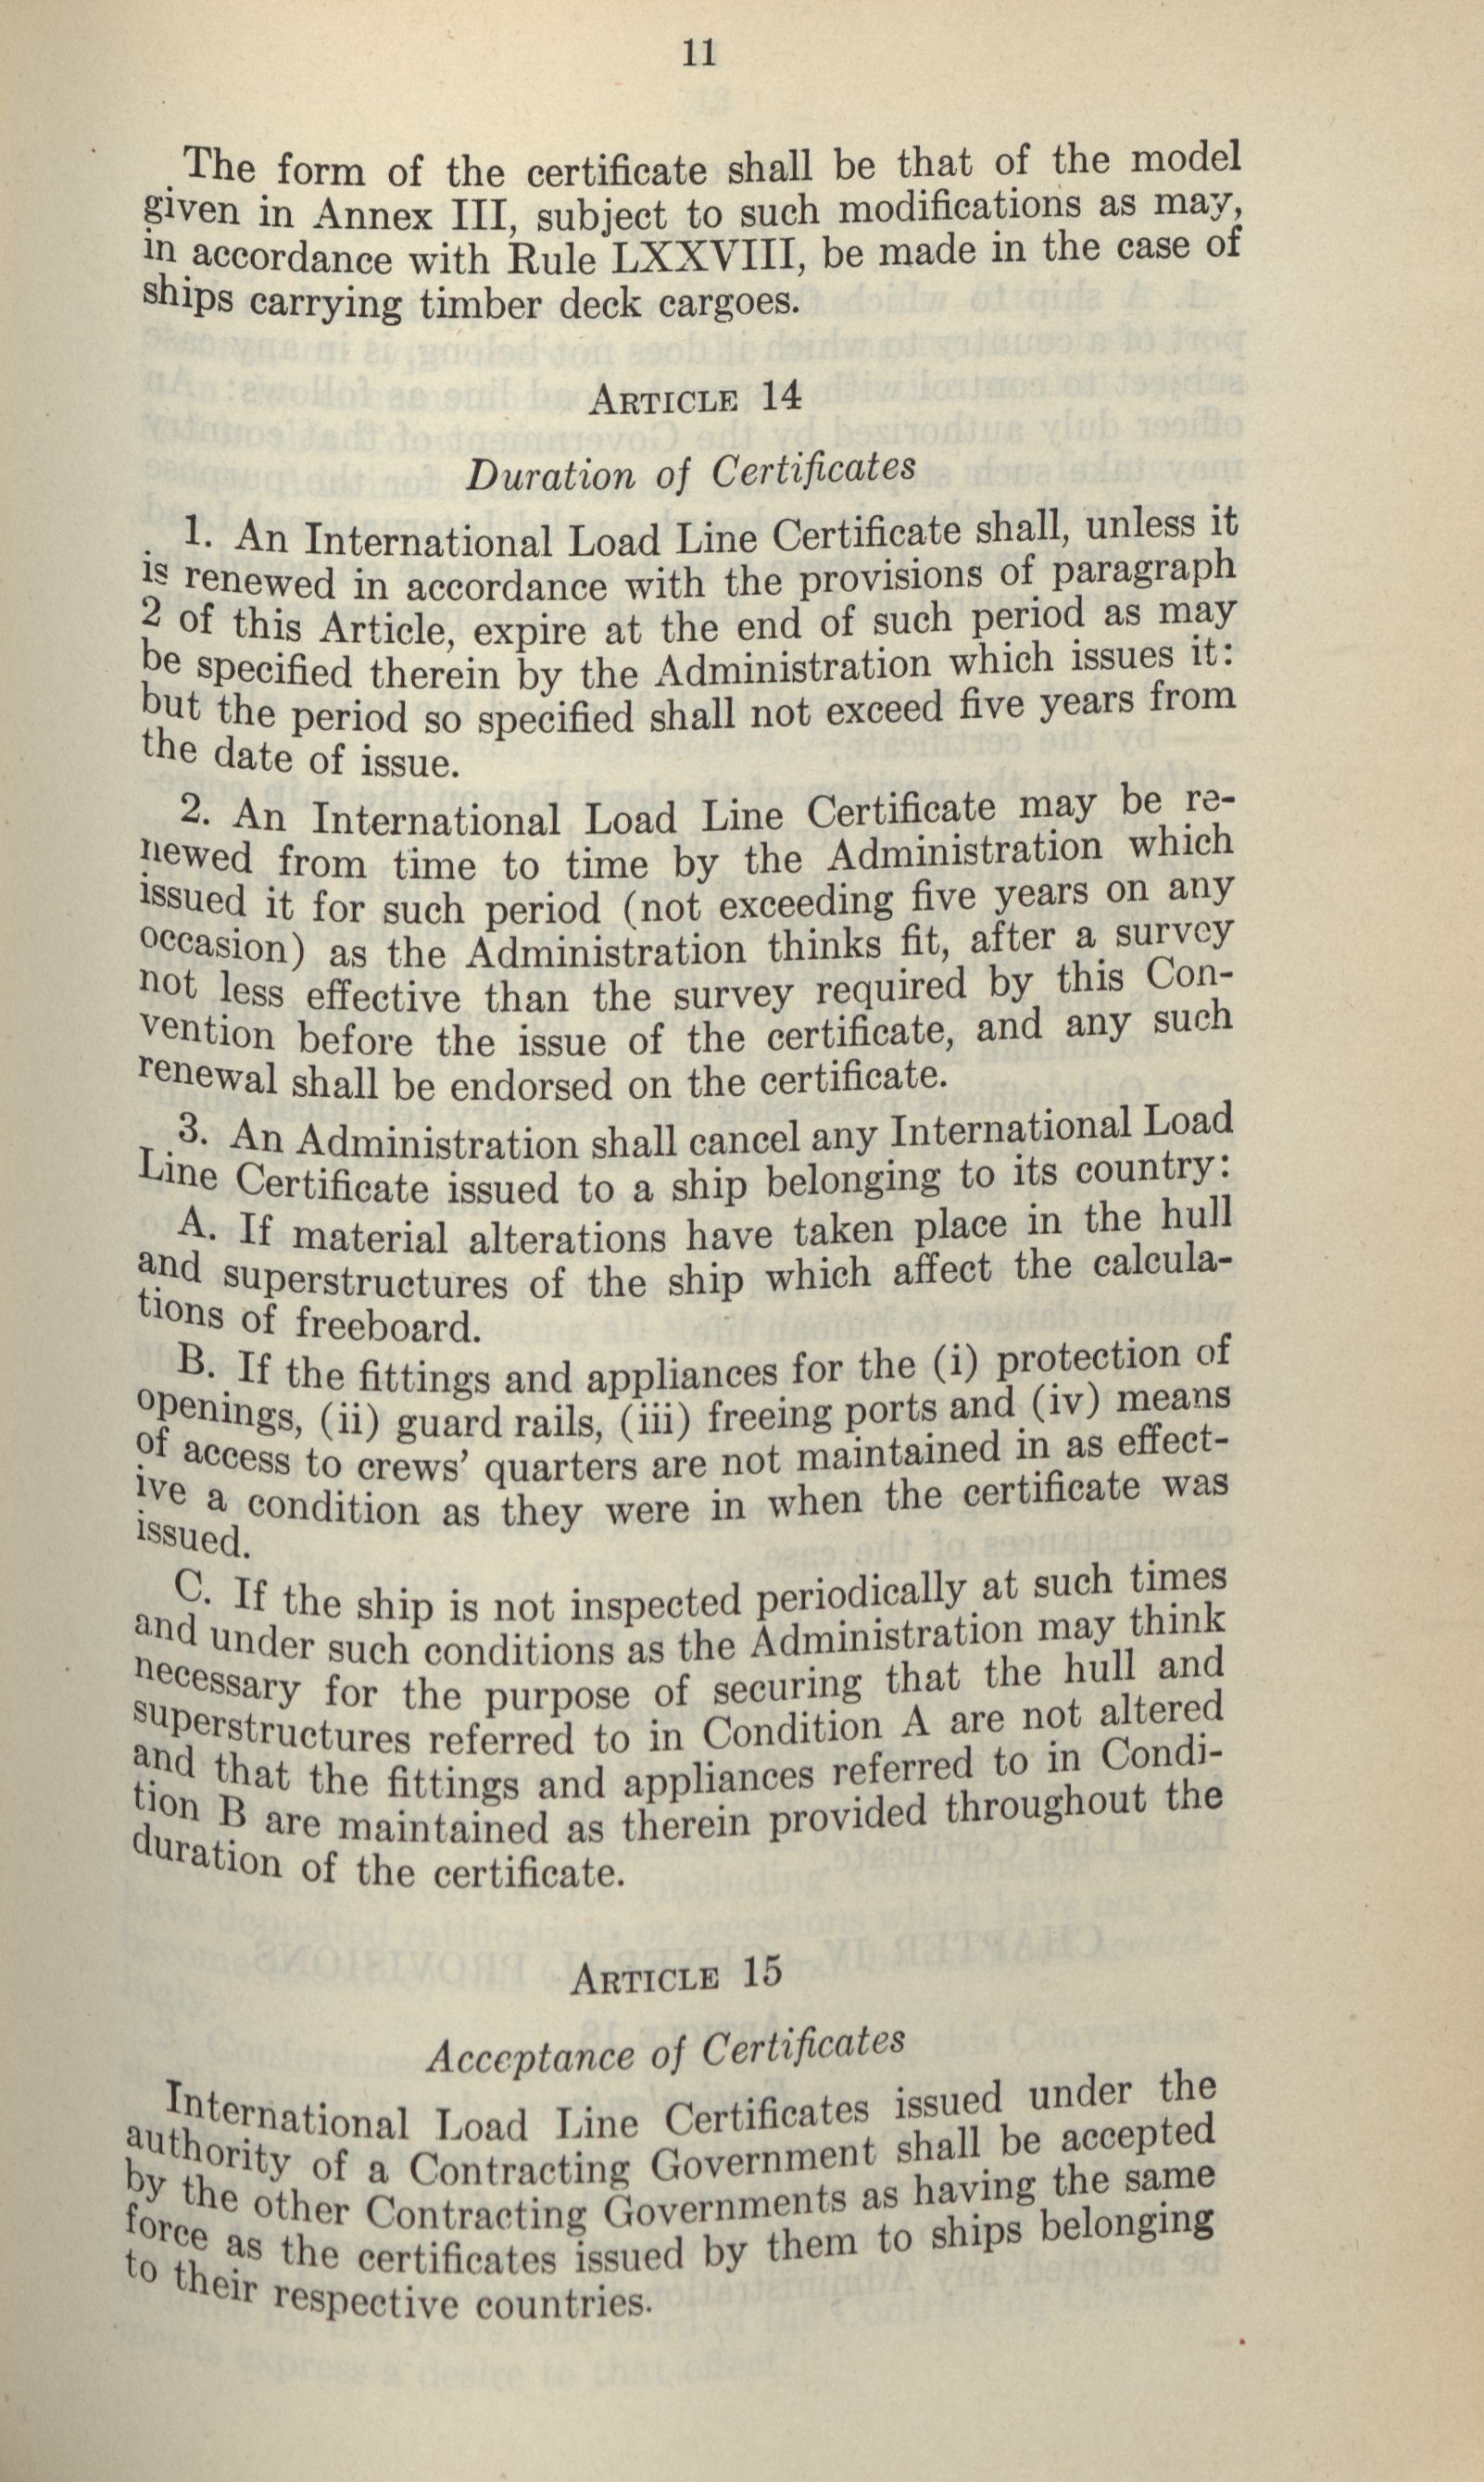 11
The form of the certificate shall be that of the model
given in Annex III, subject to such modifications as may,
in accordance with Rule LXXVIII, be made in the case of
ships carrying timber deck cargoes.
ARTICLE 14
Duration of Certificates
1. An International Load Line Certificate shall, unless it
is renewed in accordance with the provisions of paragraph
2 of this Article, expire at the end of such period as may
be specified therein by the Administration which issues it:
but the period so specified shall not exceed five years from
the date of issue.
2. An International Load Line Certificate may be re-
newed from time to time by the Administration which
issued it for such period (not exceeding five years on any
occasion) as the Administration thinks fit, after a survey
not less effective than the survey required by this Con-
vention before the issue of the certificate, and any such
renewal shall be endorsed on the certificate.
3. An Administration shall cancel any International Load
Line Certificate issued to a ship belonging to its country:
A. If material alterations have taken place in the hull
and superstructures of the ship which affect the calcula-
tions of freeboard.
B. If the fittings and appliances for the (i) protection of
openings, (ii) guard rails, (iii) freeing ports and (iv) means
of access to crews' quarters are not maintained in as effect-
ive a condition as they were in when the certificate was
issued.
C. If the ship is not inspected periodically at such times
and under such conditions as the Administration may think
necessary for the purpose of securing that the hull and
superstructures referred to in Condition A are not altered
and that the fittings and appliances referred to in Condi-
tion B are maintained as therein provided throughout the
duration of the certificate.
ARTICLE 15
Acceptance of Certificates
International Load Line Certificates issued under the
authority of a Contracting Government shall be accepted
by the other Contracting Governments as having the same
force as the certificates issued by them to ships belonging
to their respective countries.